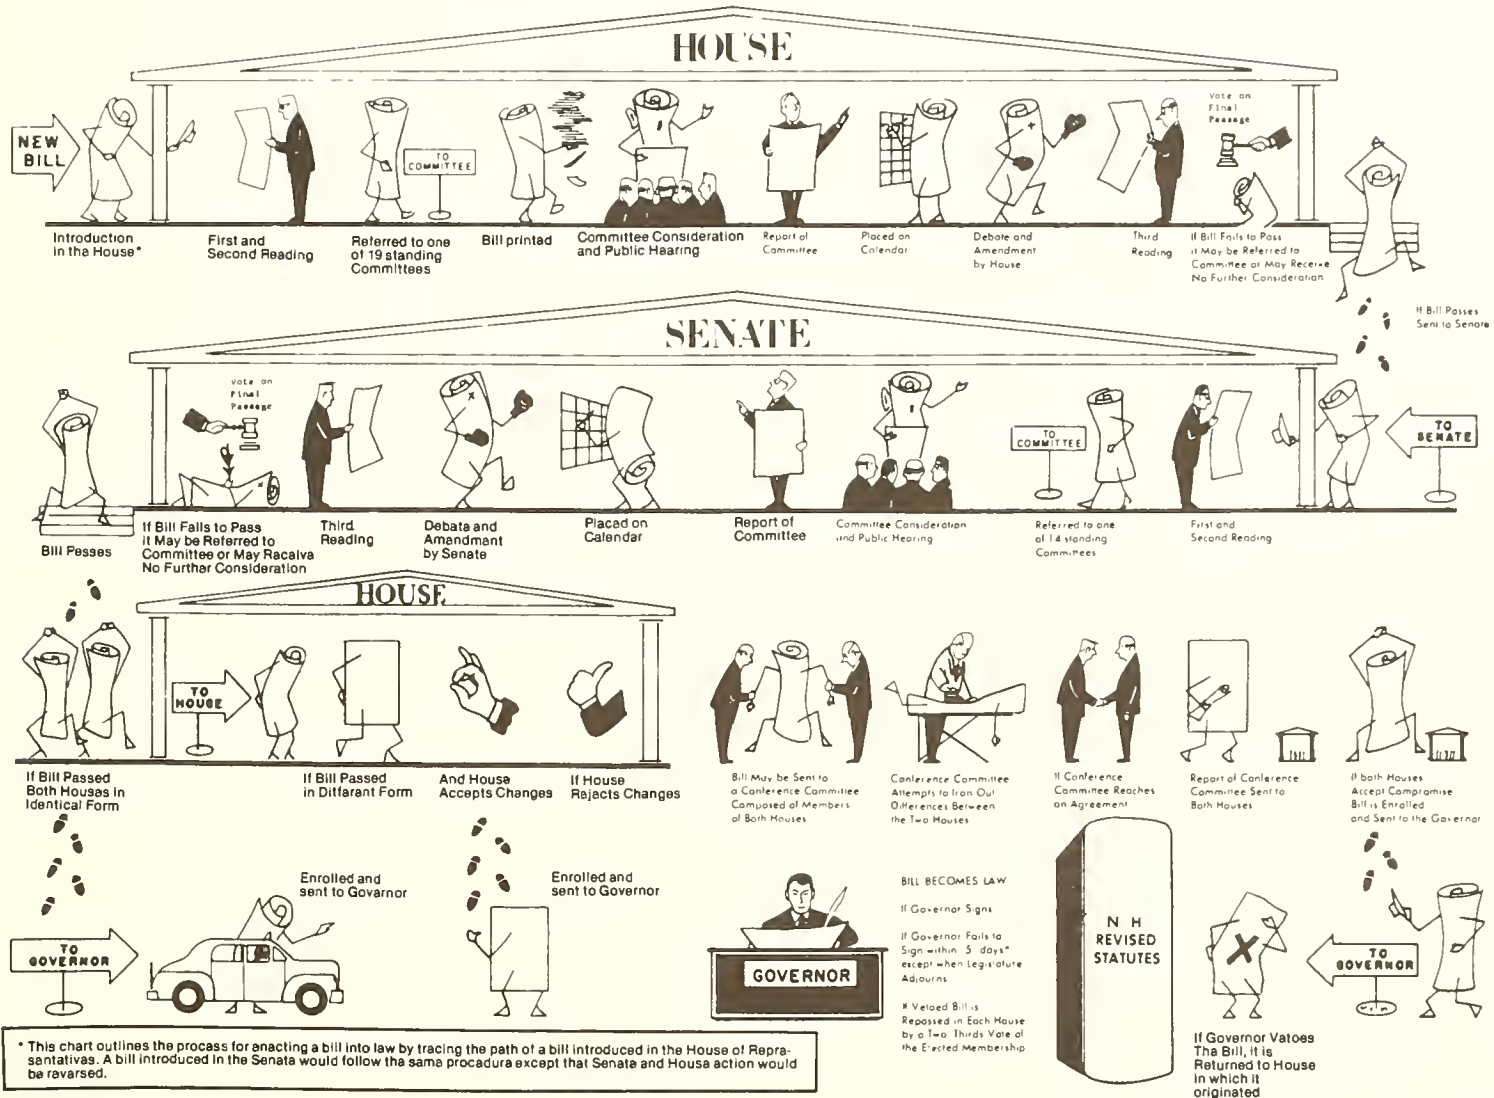 HOUSE
NEW
BILL
TO
COMMITTEE
Vote on
Final
Passage
Introduction
in the House*
First and
Second Reading
Referred to one
of 19 standing
Committees
Bill printad
Committee Consideration
and Public Hearing
Report of
Committee
Placed on
Calendar
Debate and
Amendment
by House
Third
Reading
If Bill Fails to Pass
it May be Referred to
Committee or May Receive
No Further Consideration
If Bill Passes
Sent to Senate
SENATE
Vote on
Final
Passage
TO
COMMITTEE
TO
SENATE
Bill Pesses
If Bill Fails to Pass
it May be Referred to
Committee or May Racaiva
No Further Consideration
Third
Reading
Debata and
Amandmant
by Senate
Placad on
Calendar
Report of
Committee
Committee Consideration
and Public Hearing
Referred to one
of 14 standing
Committees
First and
Second Reading
HOUSE
TO
HOUSE
If Bill Passed
Both Housas in
Identical Form
If Bill Passed
in Diffarant Form
And House
Accepts Changes
If House
Rajacts Changes
Bill May be Sent to
a Conference Committee
Composed of Members
of Both Houses
Conference Committee
Attempts to Iron Out
Differences Between
the Two Houses
If Conference
Committee Reaches
an Agreement
Report of Conference
Committee Sent to
Both Houses
If both Houses
Accept Compromise
Bill is Enrolled
and Sent to the Governor
TO
GOVERNOR
Enrolled and
sent to Govarnor
Enrolled and
sent to Governor
GOVERNOR
BILL BECOMES LAW
If Governor Signs
If Governor Fails to
Sign within 5 days*
except when Legislature
Adjourns
If Vetoed Bill is
Repassed in Each House
by a Two Thirds Vote of
the Elected Membership
N H
REVISED
STATUTES
TO
GOVERNOR
If Governor Vatoes
Tha Bill, it is
Returned to House
in which it
originated
* This chart outlines the procass for anacting a bill into law by tracing the path of a bill introduced in the House of Repra-
santativas. A bill introduced in the Sanata would follow tha sama procadura except that Sanata and Housa action would
be ravarsed.